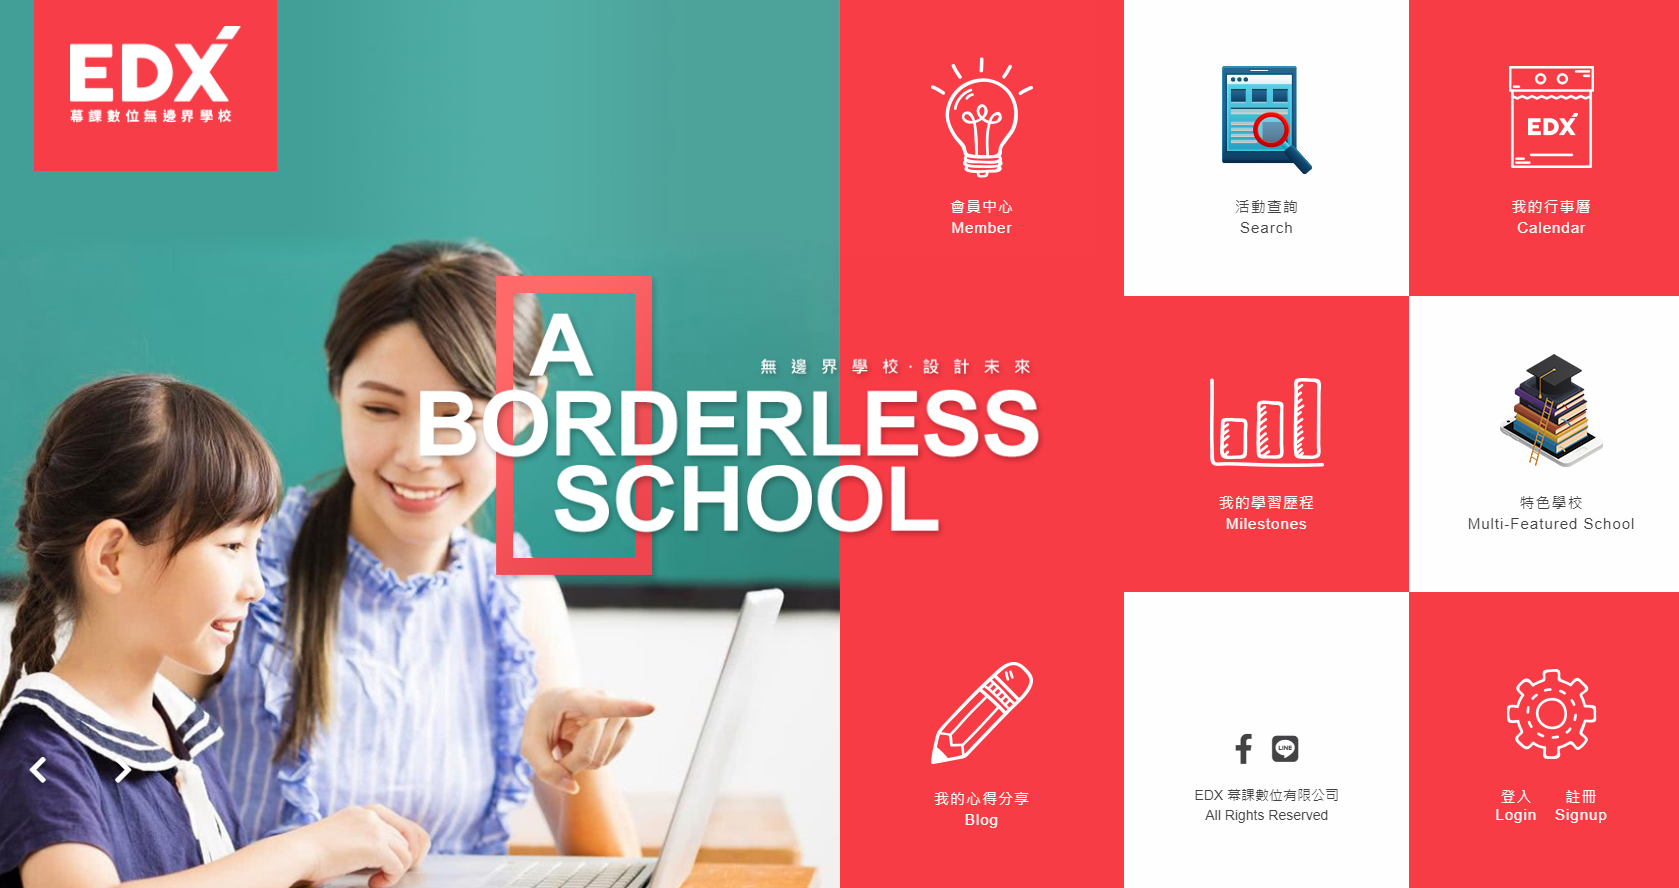 EDX
幕課數位無邊界學校
A
無邊界學校·設計未來
BORDERLESS
SCHOOL
會員中心
Member
活動查詢
Search
EDX
我的行事曆
Calendar
我的學習歷程
Milestones
特色學校
Multi-Featured School
我的心得分享
Blog
LINE
EDX 幕課數位有限公司
All Rights Reserved
登入 註冊
Login Signup